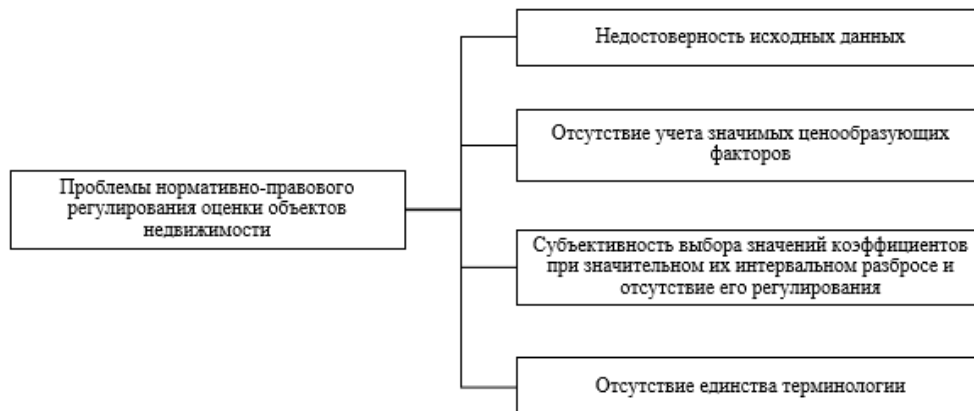 Недостоверность исходных данных
Отсутствие учета значимых ценообразующих
факторов
Проблемы нормативно-правового
регулирования оценки объектов
недвижимости
Субъективность выбора значений коэффициентов
при значительном их интервальном разбросе и
отсутствие его регулирования
Отсутствие единства терминологии